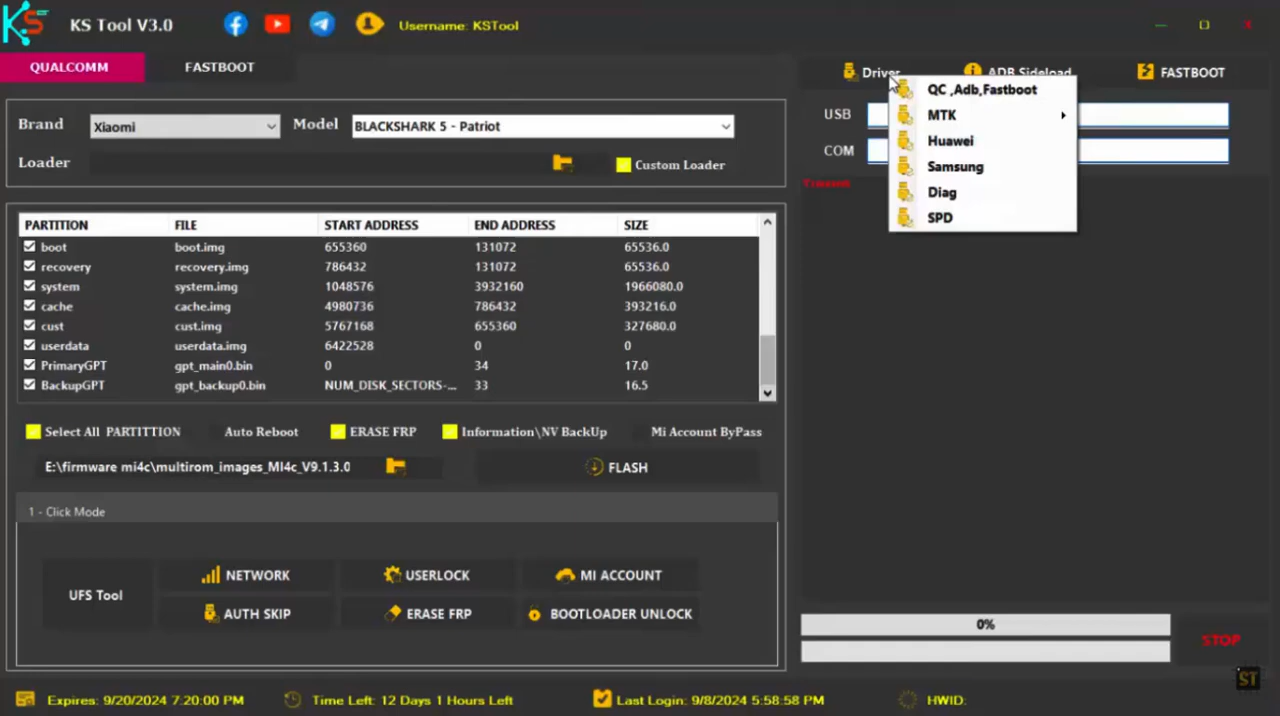 KS KS Tool V3.0 Username: KSTool
QUALCOMM FASTBOOT
Driver ADB Sideload FASTBOOT
QC ,Adb,Fastboot
MTK
Huawei
Samsung
Diag
SPD
USB
COM
Brand Xiaomi Model BLACKSHARK 5 - Patriot
Loader Custom Loader
PARTITION FILE START ADDRESS END ADDRESS SIZE
boot boot.img 655360 131072 65536.0
recovery recovery.img 786432 131072 65536.0
system system.img 1048576 3932160 1966080.0
cache cache.img 4980736 786432 393216.0
cust cust.img 5767168 655360 327680.0
userdata userdata.img 6422528 0 0
PrimaryGPT gpt_main0.bin 0 34 17.0
BackupGPT gpt_backup0.bin NUM_DISK_SECTORS-... 33 16.5
Select All PARTITTION Auto Reboot ERASE FRP Information\NV BackUp Mi Account ByPass
E:\firmware mi4c\multirom_images_MI4c_V9.1.3.0 FLASH
1 - Click Mode
UFS Tool
NETWORK USERLOCK MI ACCOUNT
AUTH SKIP ERASE FRP BOOTLOADER UNLOCK
0%
STOP
ST
Expires: 9/20/2024 7:20:00 PM Time Left: 12 Days 1 Hours Left Last Login: 9/8/2024 5:58:58 PM HWID: